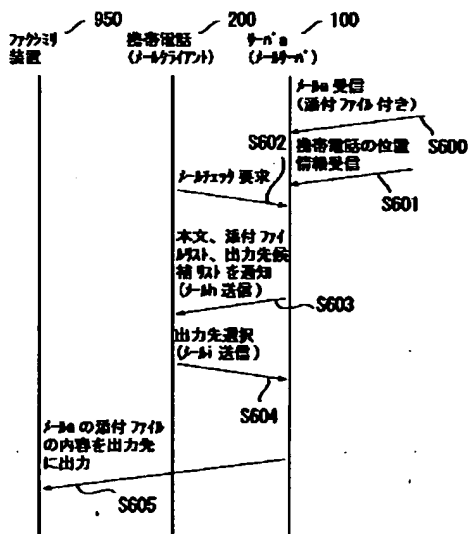 950
ファクシミリ
装置
200
携帯電話
(メールクライアント)
100
サーバa
(メールサーバ)
メールa 受信
(添付ファイル付き)
S600
携帯電話の位置
情報受信
S601
S602
メールチェック要求
本文、添付ファイ
ルリスト、出力先候
補リストを通知
(メールh 送信)
S603
出力先選択
(メールi 送信)
S604
メールa の添付ファイル
の内容を出力先
に出力
S605